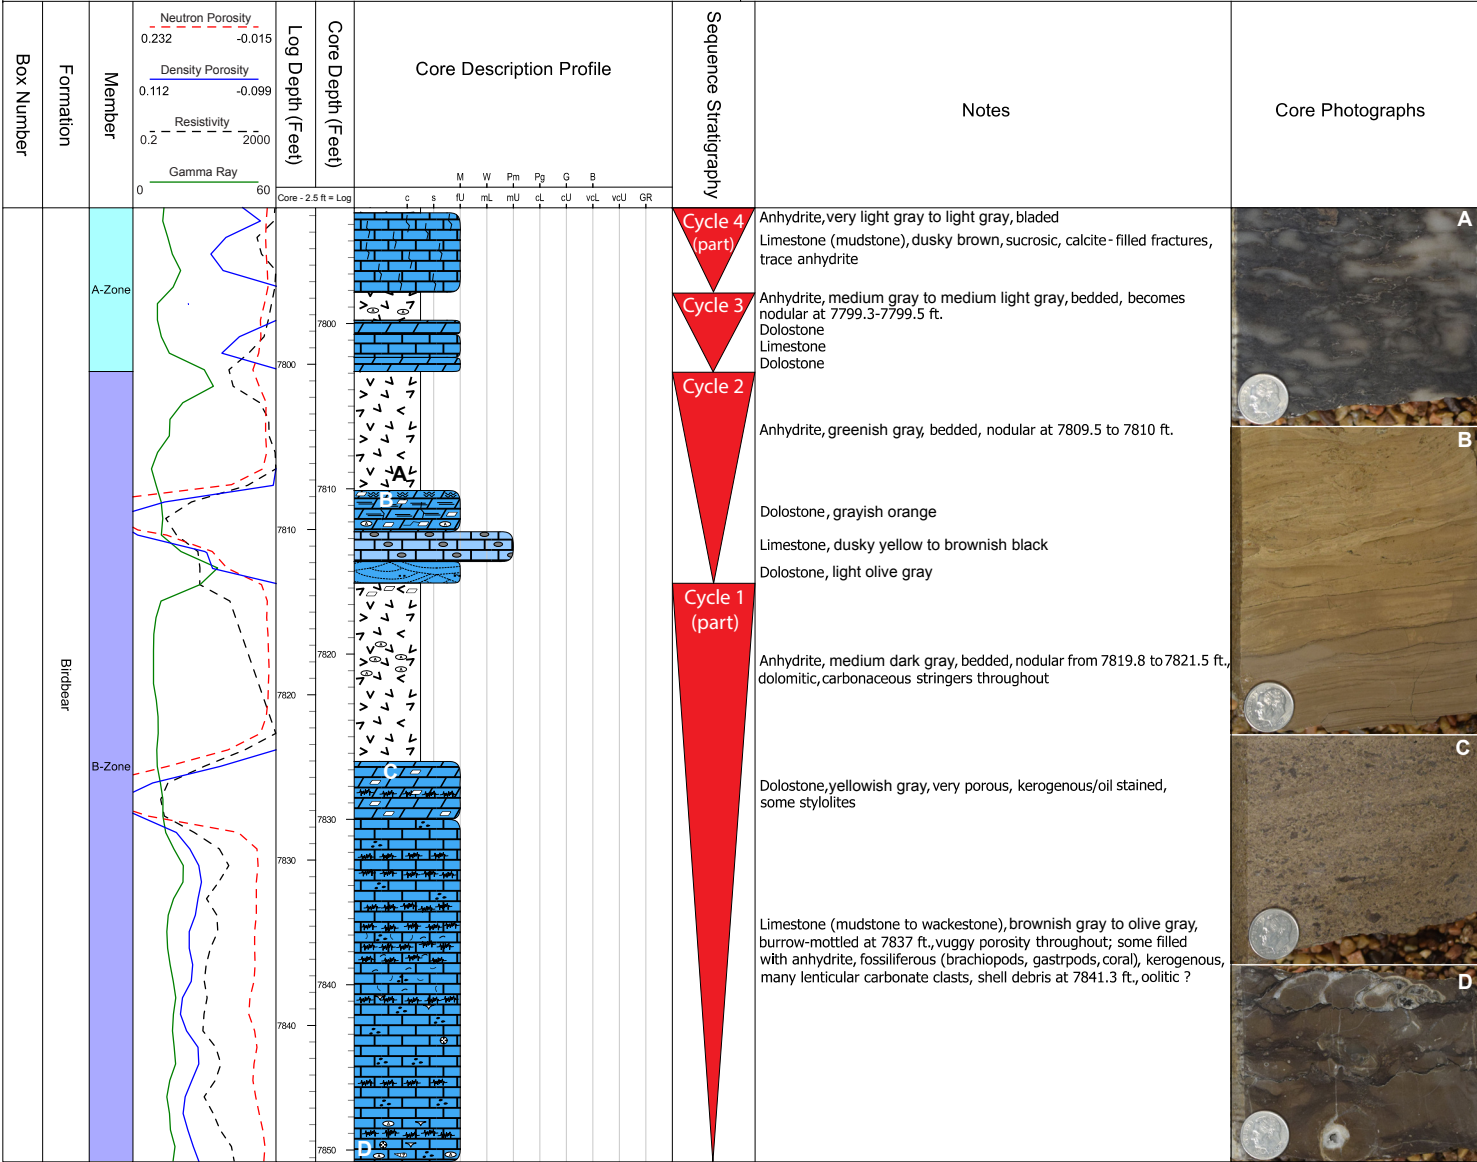 Box Number
Formation
Member
Neutron Porosity
0.232 -0.015
Density Porosity
0.112 -0.099
Resistivity
0.2 2000
Gamma Ray
0 60
Log Depth (Feet)
Core Depth (Feet)
Core - 2.5 ft = Log
Core Description Profile
M W Pm Pg G B
c s fU mL mU cL cU vcL vcU GR
Sequence Stratigraphy
Notes
Core Photographs
Birdbear
A-Zone
B-Zone
7800
7810
7820
7830
7840
7800
7810
7820
7830
7840
7850
A
B
C
D
Cycle 4
(part)
Cycle 3
Cycle 2
Cycle 1
(part)
Anhydrite, very light gray to light gray, bladed
Limestone (mudstone), dusky brown, sucrosic, calcite-filled fractures,
trace anhydrite
Anhydrite, medium gray to medium light gray, bedded, becomes
nodular at 7799.3-7799.5 ft.
Dolostone
Limestone
Dolostone
Anhydrite, greenish gray, bedded, nodular at 7809.5 to 7810 ft.
Dolostone, grayish orange
Limestone, dusky yellow to brownish black
Dolostone, light olive gray
Anhydrite, medium dark gray, bedded, nodular from 7819.8 to 7821.5 ft.,
dolomitic, carbonaceous stringers throughout
Dolostone, yellowish gray, very porous, kerogenous/oil stained,
some stylolites
Limestone (mudstone to wackestone), brownish gray to olive gray,
burrow-mottled at 7837 ft., vuggy porosity throughout; some filled
with anhydrite, fossiliferous (brachiopods, gastrpods, coral), kerogenous,
many lenticular carbonate clasts, shell debris at 7841.3 ft., oolitic ?
A
B
C
D